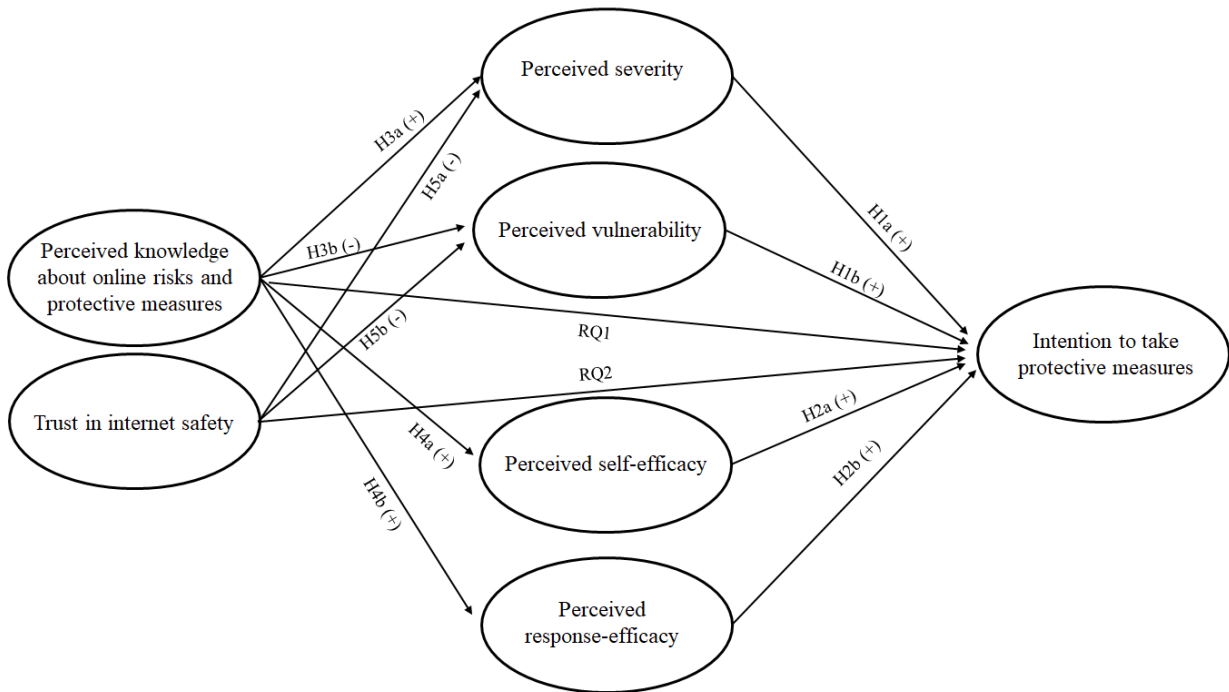 Perceived severity
H3a (+)
H5a (-)
H1a (+)
Perceived knowledge
about online risks and
protective measures
H3b (-)
Perceived vulnerability
H1b (+)
H5b (-)
RQ1
Intention to take
protective measures
RQ2
Trust in internet safety
H4a (+)
Perceived self-efficacy
H2a (+)
H2b (+)
H4b (+)
Perceived
response-efficacy